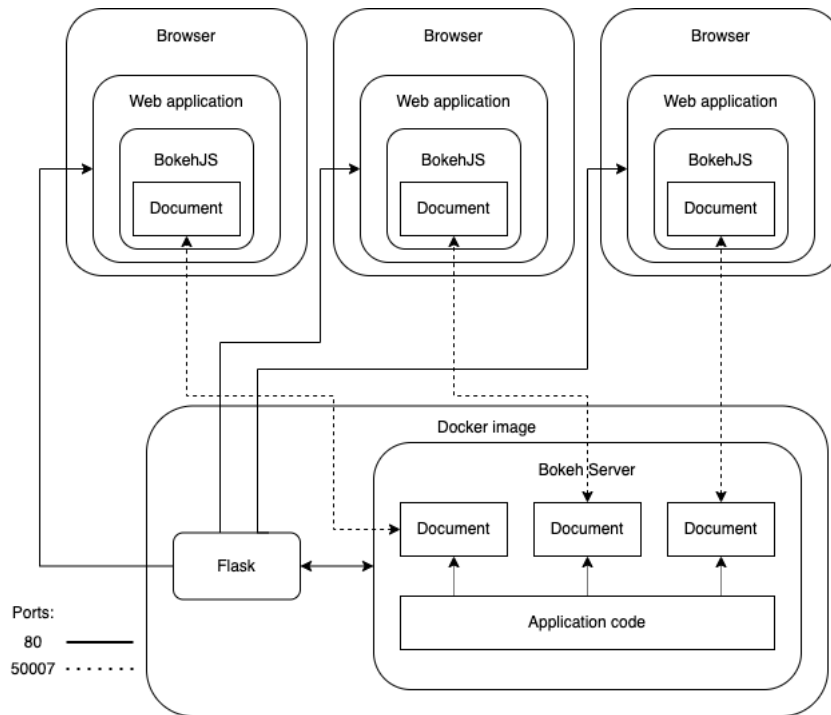 Browser
Browser
Browser
Web application
Web application
Web application
BokehJS
BokehJS
BokehJS
Document
Document
Document
Docker image
Bokeh Server
Document
Document
Document
Flask
Application code
Ports:
80
50007